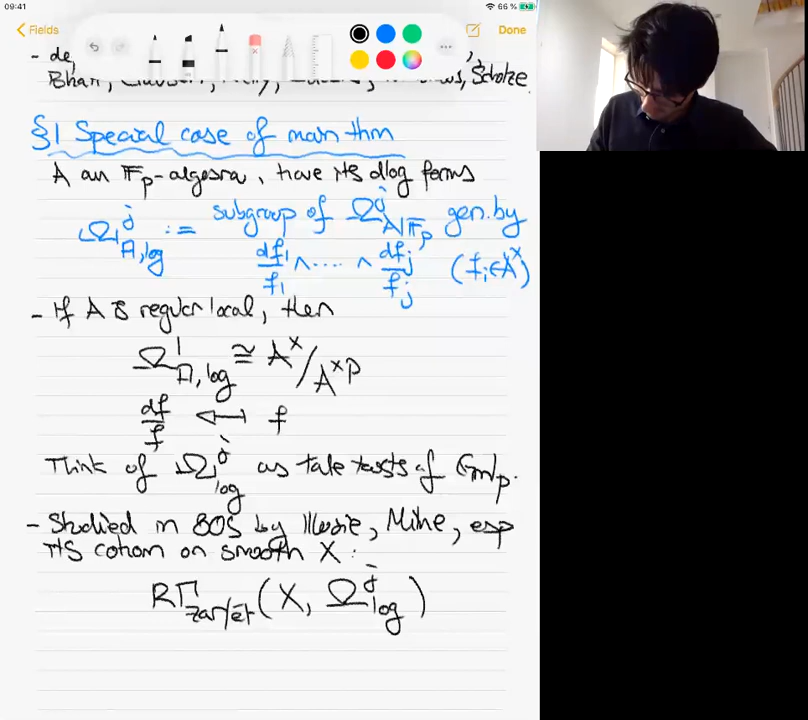 09:41
66 %
Fields
Done
- de,
Bhatt, Scholze
§1 Special case of main thm
A an 𝔽p-algebra, have its dlog forms
Ω^j_{A,log} := subgroup of Ω^j_{A|𝔽p} gen. by
df1/f1 ∧ ···· ∧ dfj/fj (fi ∈ A^×)
- If A is regular local, then
Ω^1_{A,log} ≅ A^×/A^{×p}
df/f ↤ f
Think of Ω^j_log as Tate twists of 𝔾m/p.
- Studied in 80s by Illusie, Milne, esp
its cohom on smooth X:
RΓ_{zar/ét}(X, Ω^j_log)